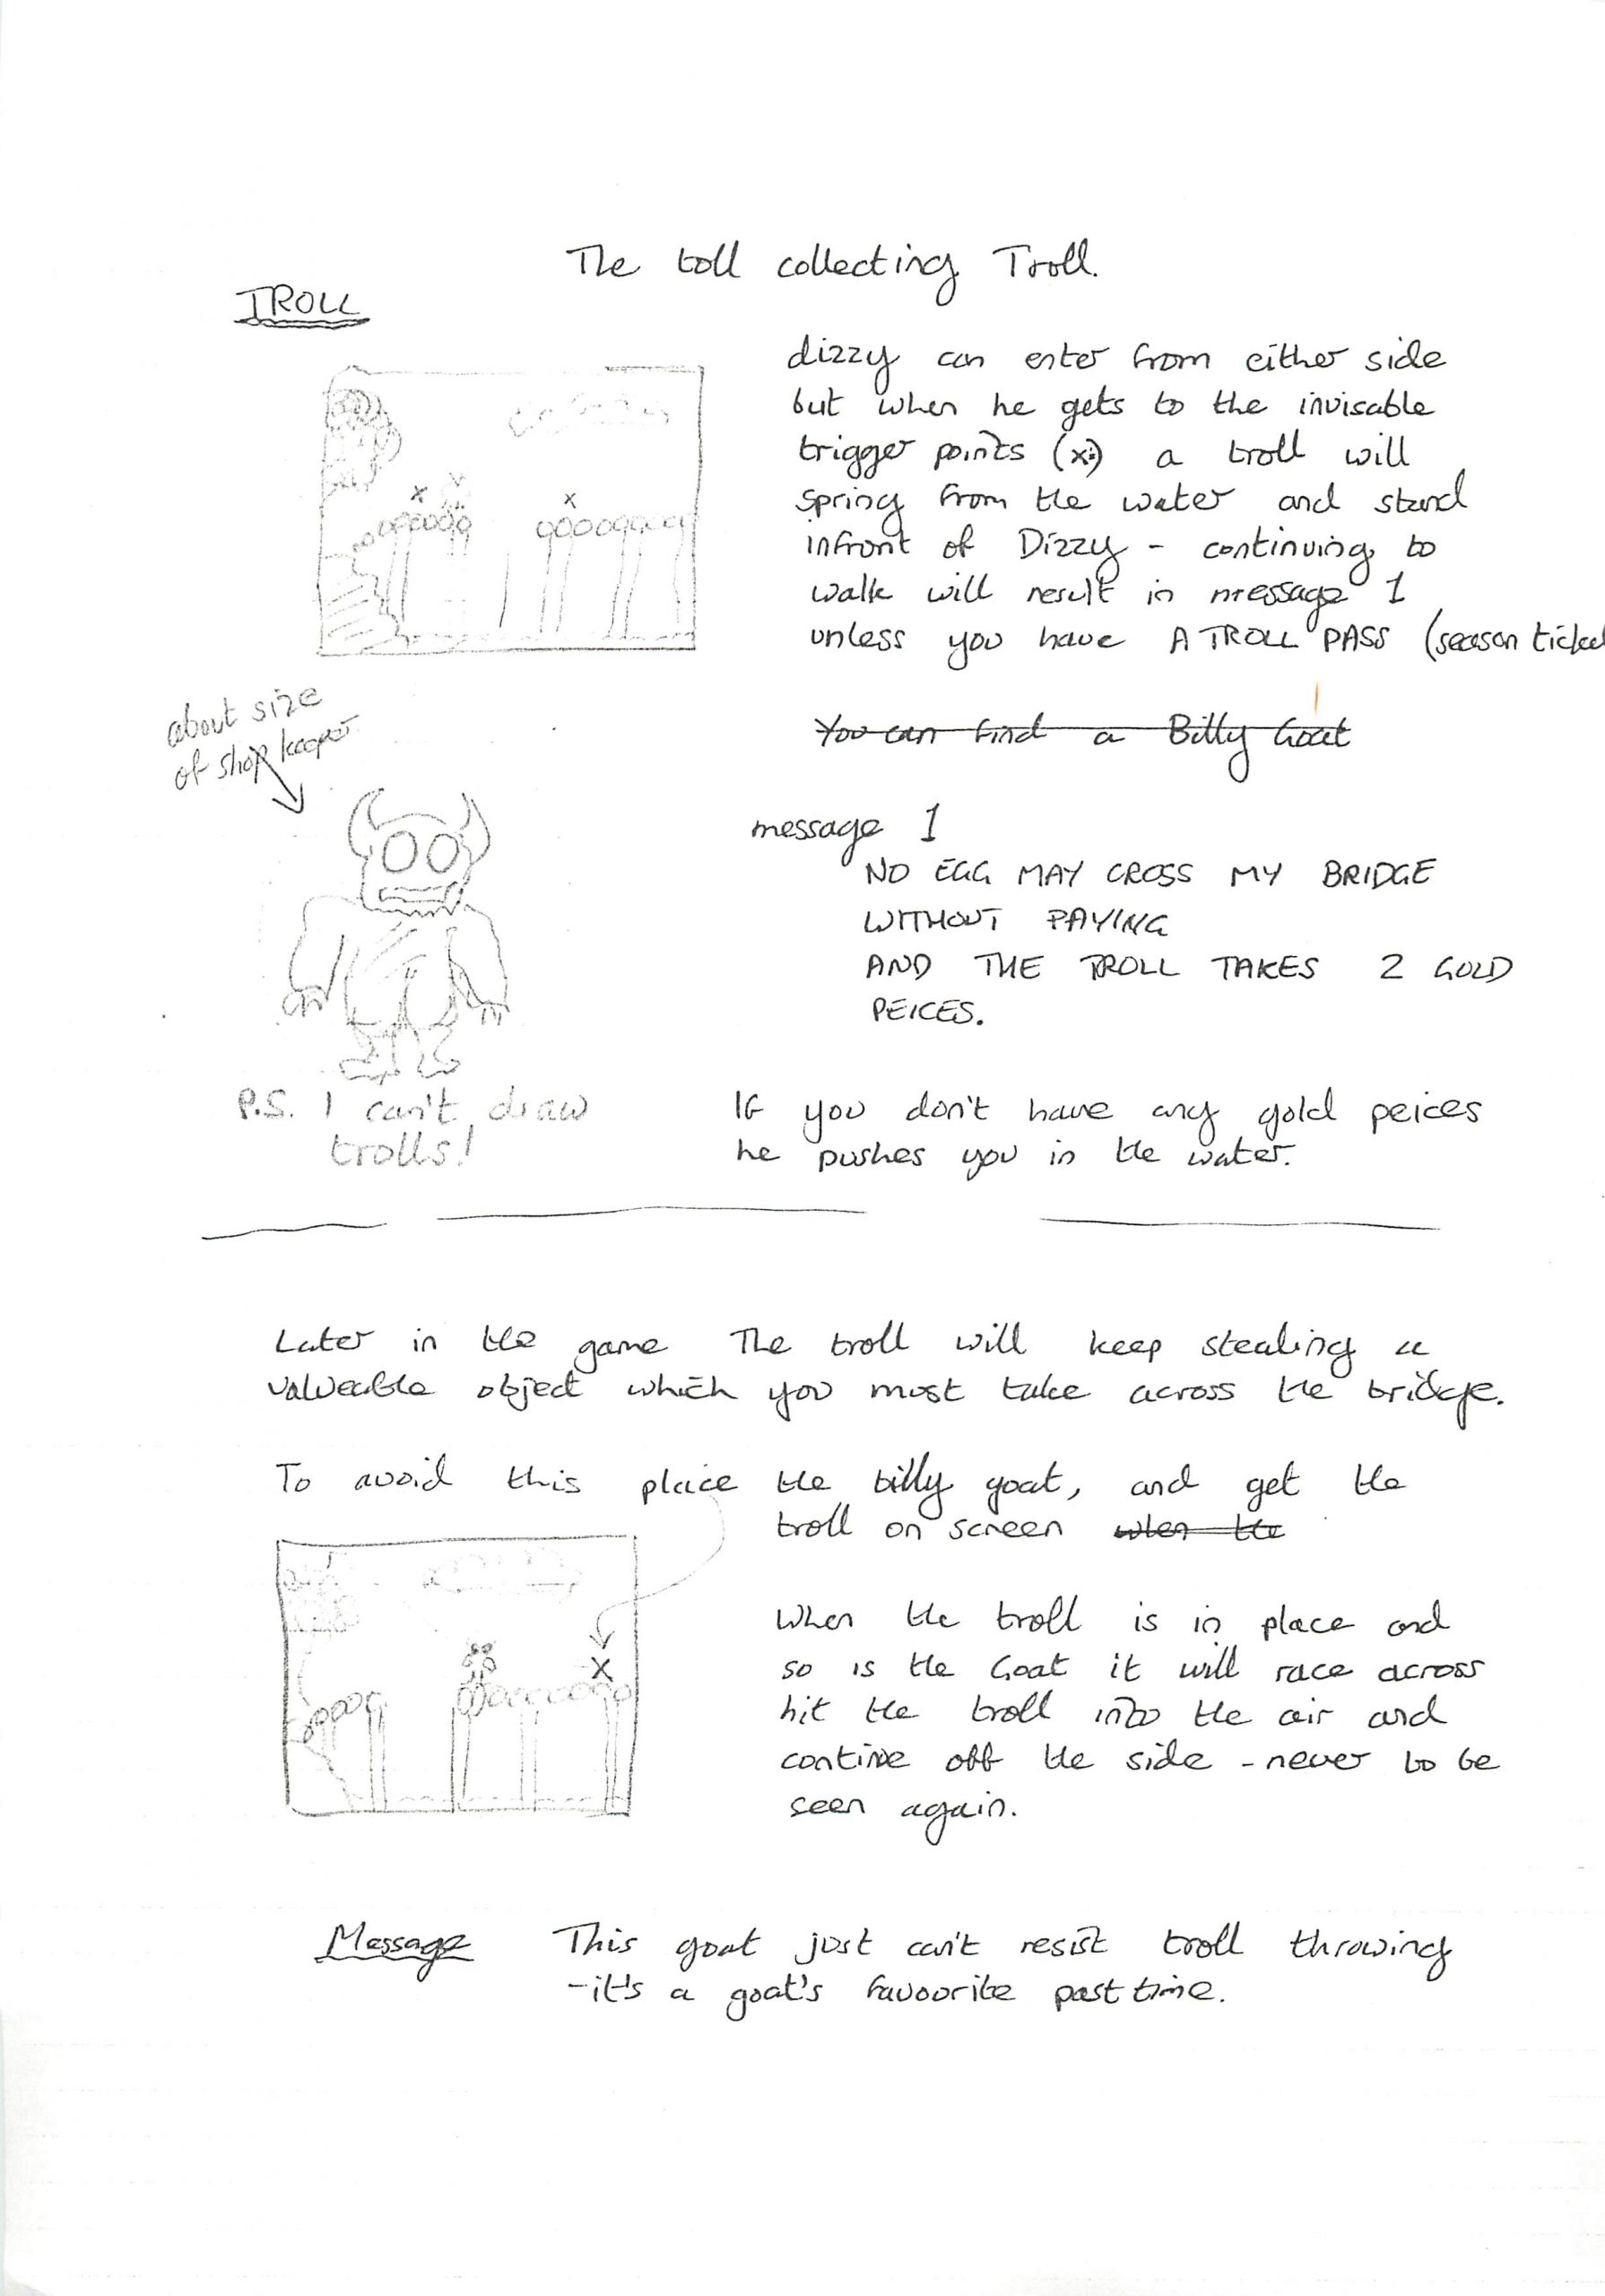 The toll collecting Troll.
TROLL
dizzy can enter from either side
but when he gets to the invisable
trigger points (x) a troll will
spring from the water and stand
infront of Dizzy - continuing to
walk will result in message 1
unless you have A TROLL PASS (season ticket
x
x
about size
of shop keeper
You can find a Billy Goat
message 1
NO EGG MAY CROSS MY BRIDGE
WITHOUT PAYING
AND THE TROLL TAKES 2 GOLD
PEICES.
P.S. I can't draw
trolls!
If you don't have any gold peices
he pushes you in the water.
Later in the game The troll will keep stealing a
valueable object which you must take across the bridge.
To avoid this place the billy goat, and get the
troll on screen when the
X
When the troll is in place and
so is the Goat it will race across
hit the troll into the air and
contine off the side - never to be
seen again.
Message This goat just can't resist troll throwing
- it's a goat's favourite past time.